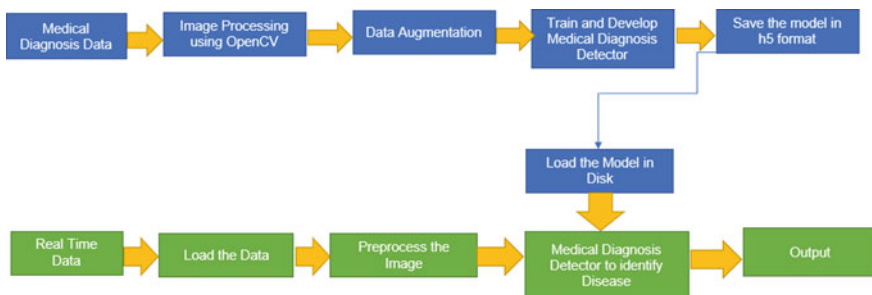 Medical
Diagnosis Data
Image Processing
using OpenCV
Data Augmentation
Train and Develop
Medical Diagnosis
Detector
Save the model in
h5 format
Load the Model in
Disk
Real Time
Data
Load the Data
Preprocess the
Image
Medical Diagnosis
Detector to identify
Disease
Output